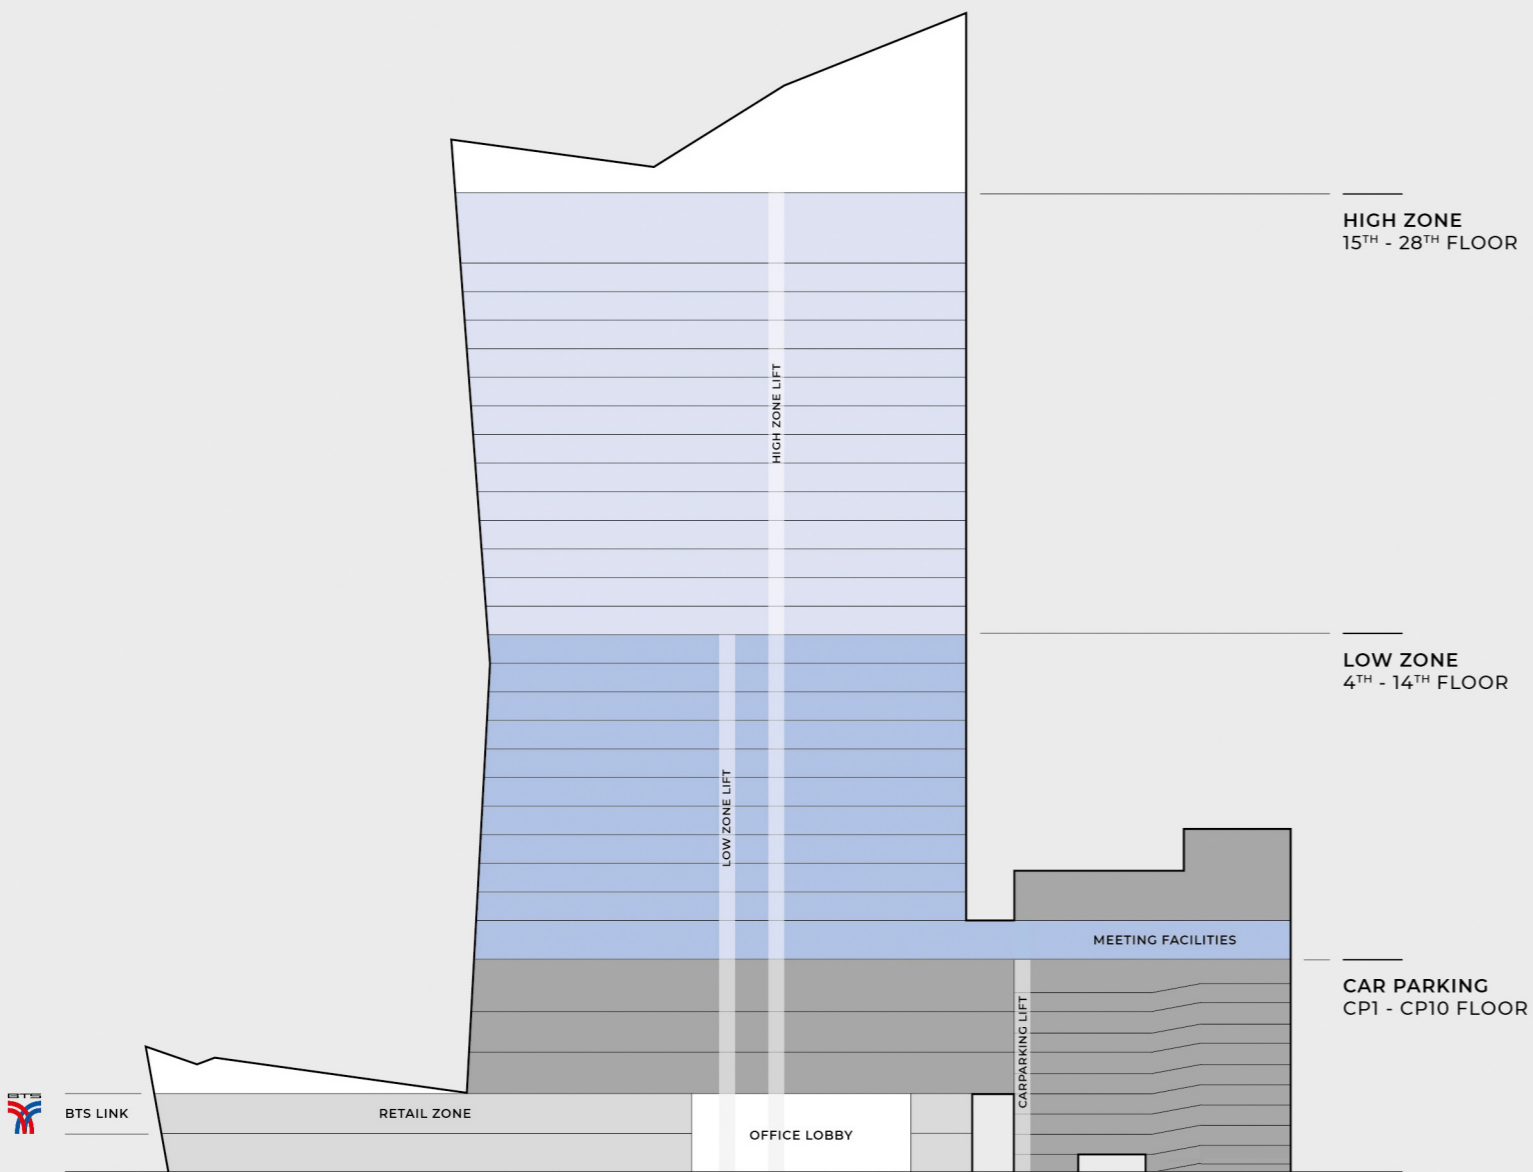 HIGH ZONE
15TH - 28TH FLOOR
HIGH ZONE LIFT
LOW ZONE
4TH - 14TH FLOOR
LOW ZONE LIFT
MEETING FACILITIES
CAR PARKING
CP1 - CP10 FLOOR
CARPARKING LIFT
BTS
BTS LINK
RETAIL ZONE
OFFICE LOBBY